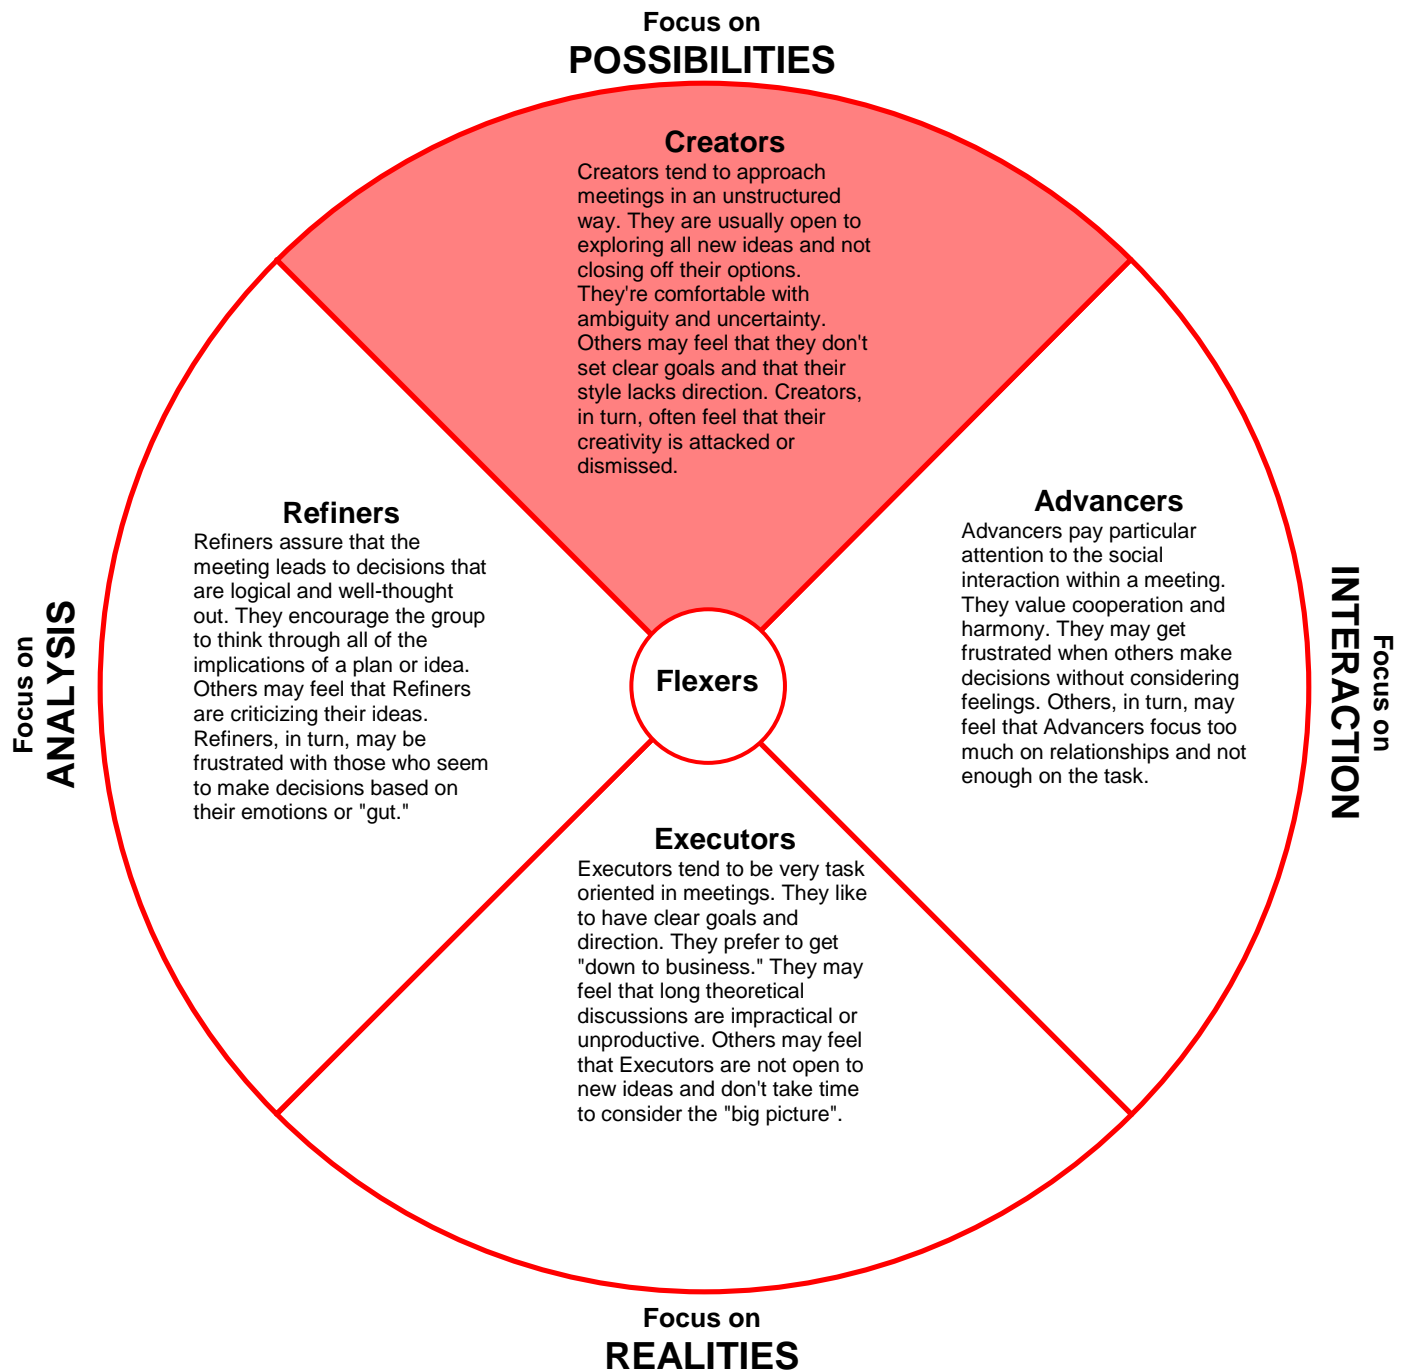 Focus on
POSSIBILITIES
Creators
Creators tend to approach
meetings in an unstructured
way. They are usually open to
exploring all new ideas and not
closing off their options.
They're comfortable with
ambiguity and uncertainty.
Others may feel that they don't
set clear goals and that their
style lacks direction. Creators,
in turn, often feel that their
creativity is attacked or
dismissed.
Focus on
ANALYSIS
Refiners
Refiners assure that the
meeting leads to decisions that
are logical and well-thought
out. They encourage the group
to think through all of the
implications of a plan or idea.
Others may feel that Refiners
are criticizing their ideas.
Refiners, in turn, may be
frustrated with those who seem
to make decisions based on
their emotions or "gut."
Flexers
Advancers
Advancers pay particular
attention to the social
interaction within a meeting.
They value cooperation and
harmony. They may get
frustrated when others make
decisions without considering
feelings. Others, in turn, may
feel that Advancers focus too
much on relationships and not
enough on the task.
Focus on
INTERACTION
Executors
Executors tend to be very task
oriented in meetings. They like
to have clear goals and
direction. They prefer to get
"down to business." They may
feel that long theoretical
discussions are impractical or
unproductive. Others may feel
that Executors are not open to
new ideas and don't take time
to consider the "big picture".
Focus on
REALITIES